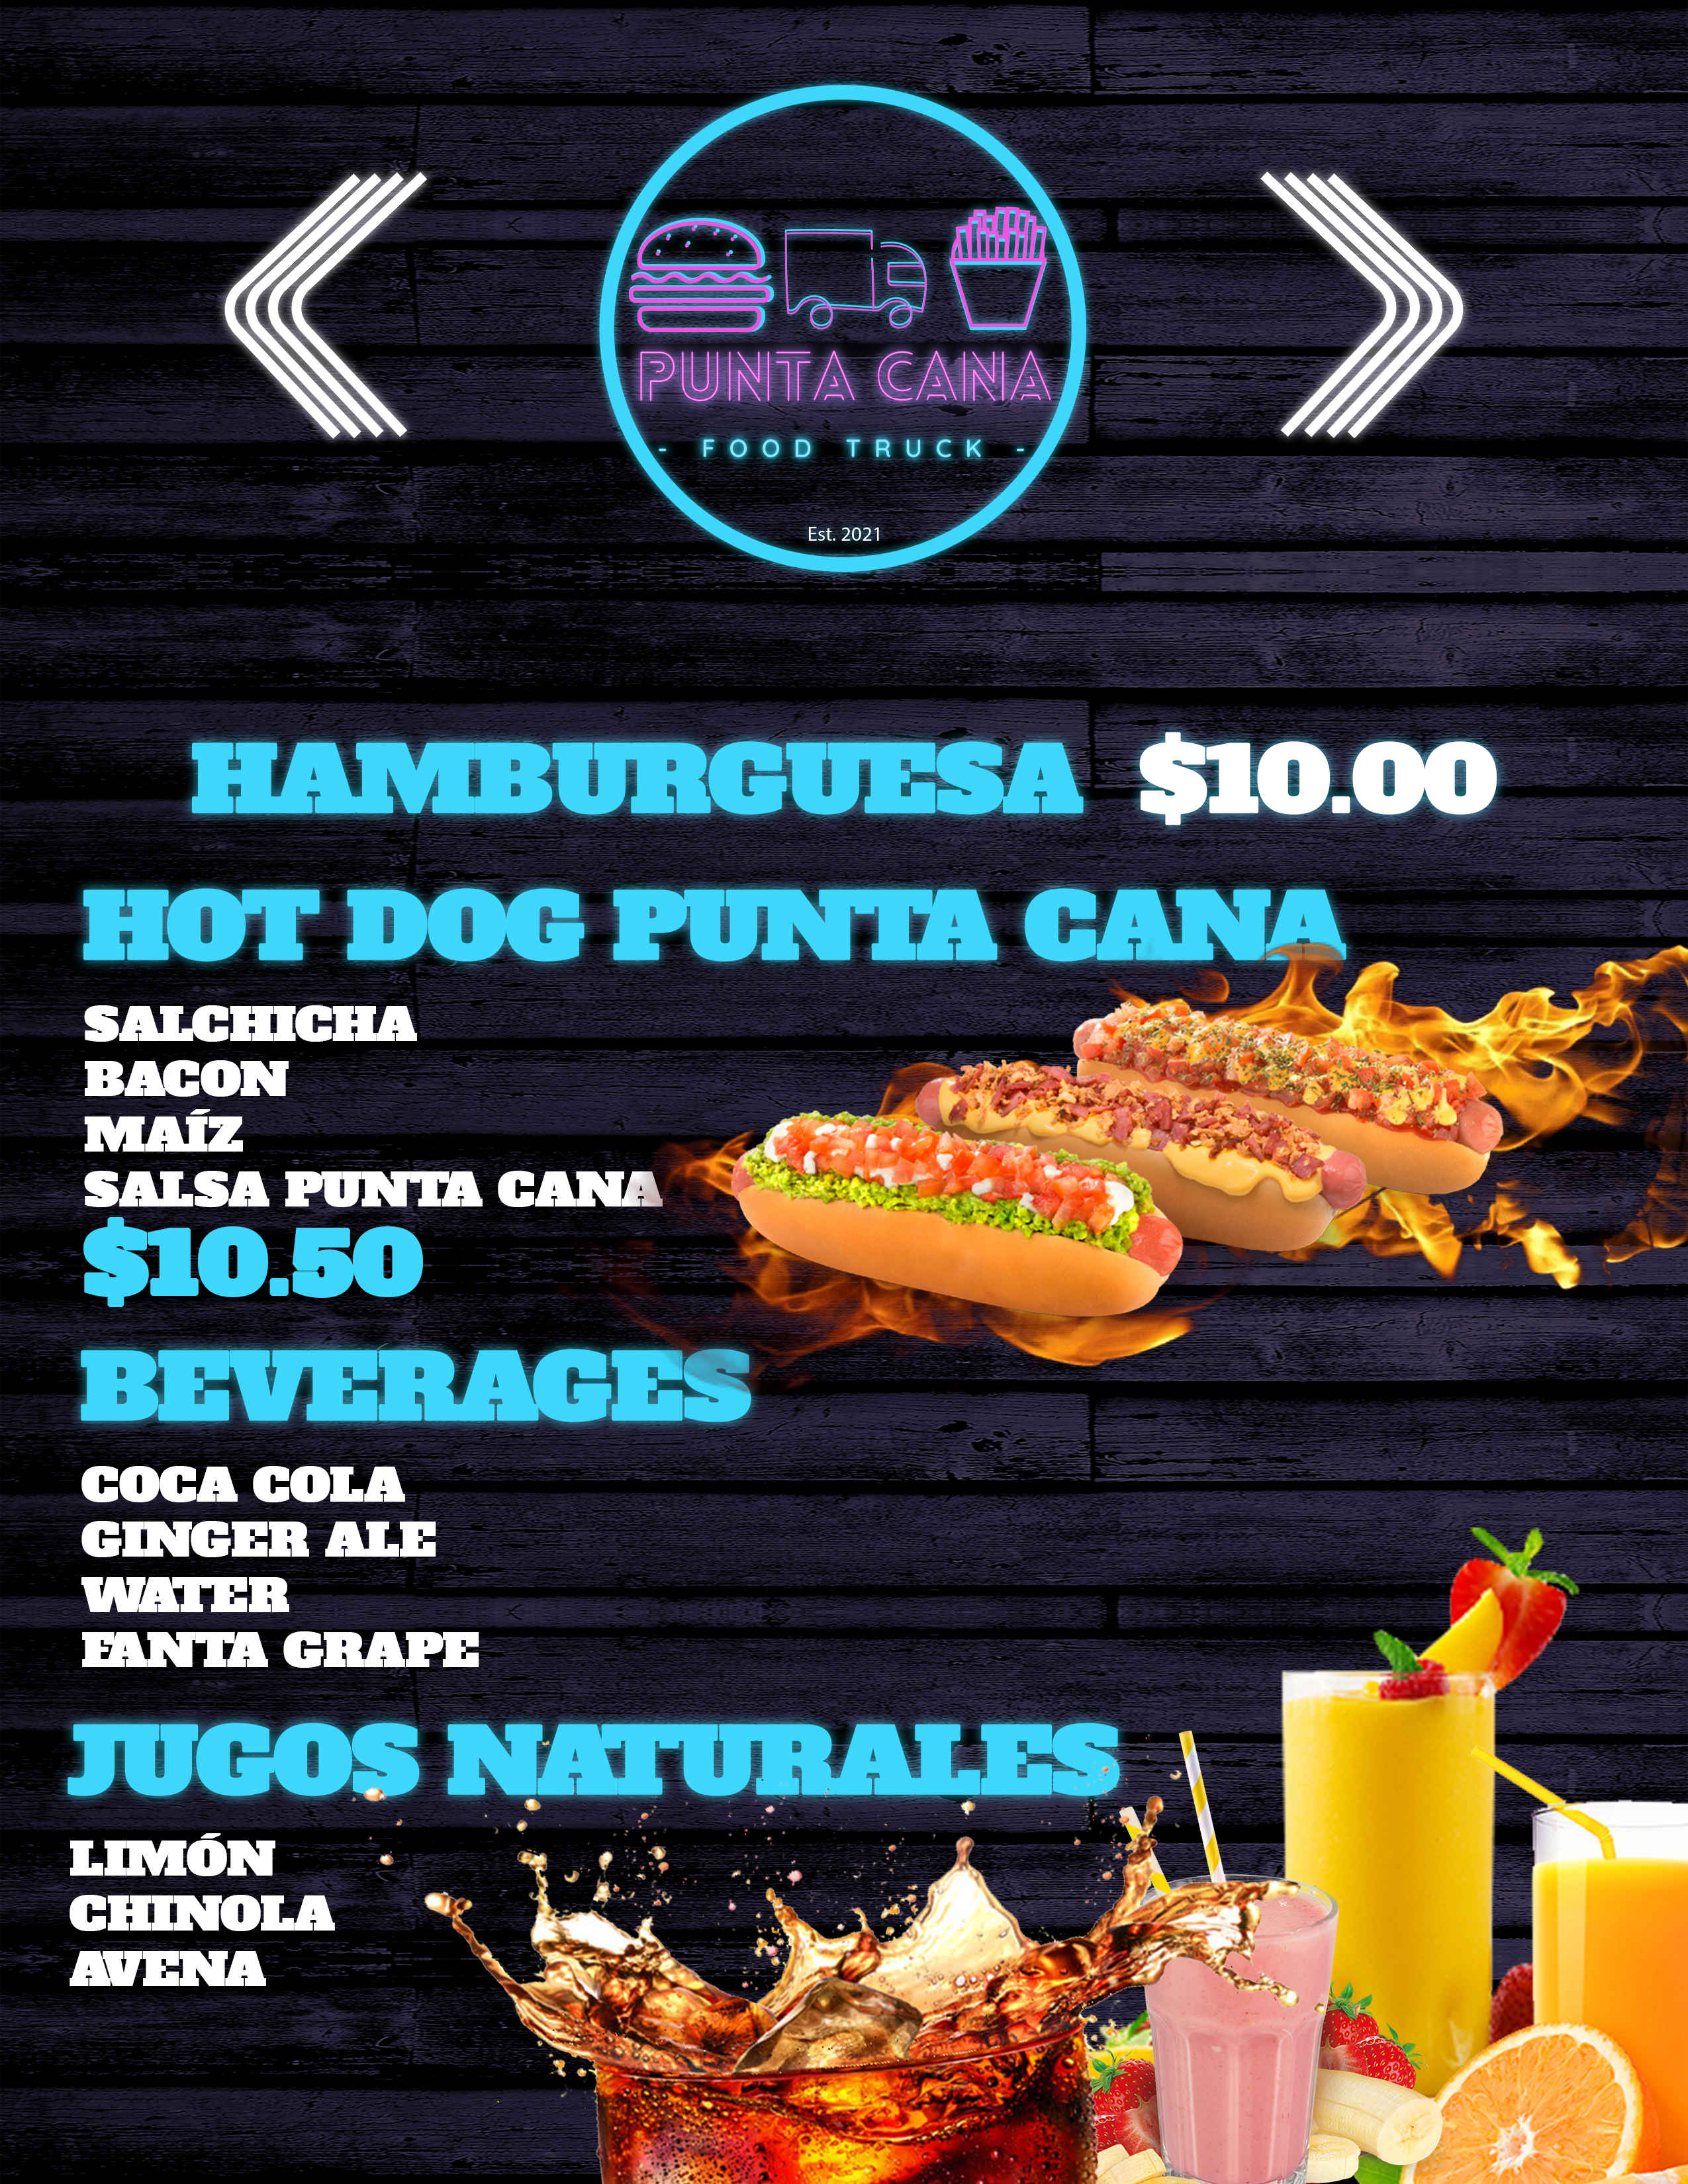 PUNTA CANA
- FOOD TRUCK -
Est. 2021
HAMBURGUESA $10.00
HOT DOG PUNTA CANA
SALCHICHA
BACON
MAÍZ
SALSA PUNTA CANA
$10.50
BEVERAGES
COCA COLA
GINGER ALE
WATER
FANTA GRAPE
JUGOS NATURALES
LIMÓN
CHINOLA
AVENA